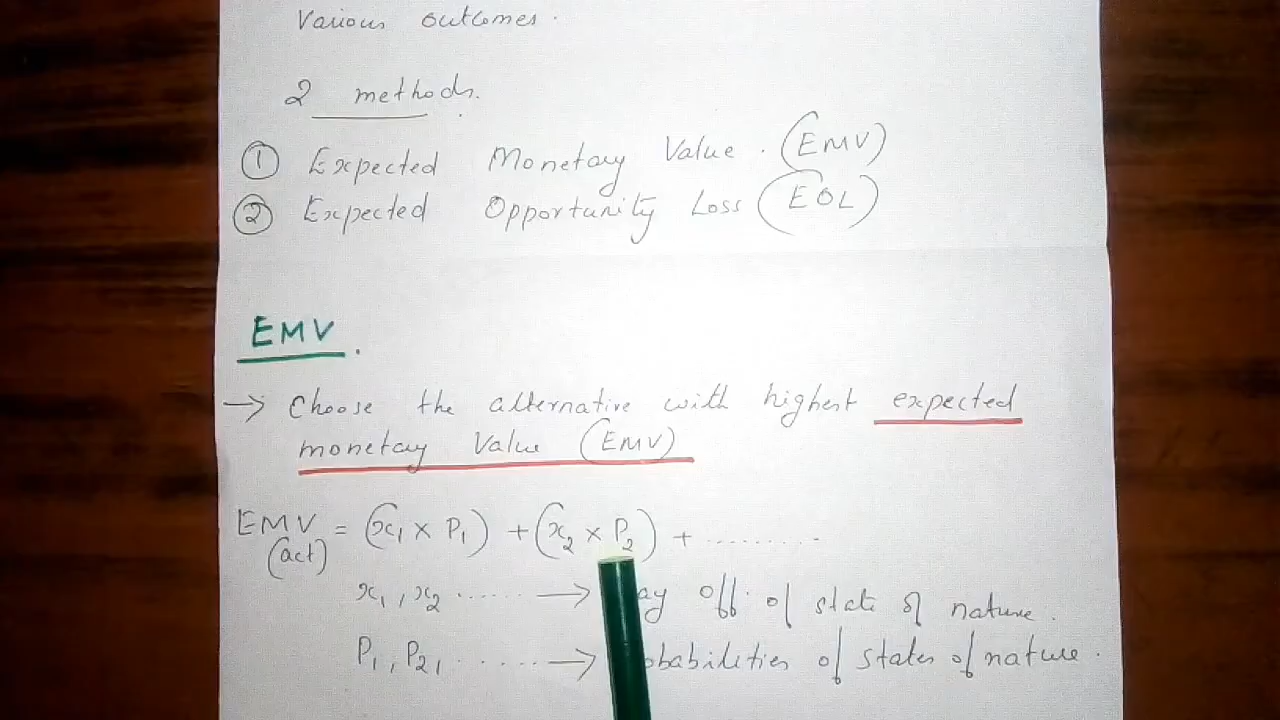 Various outcomes.
2 methods.
① Expected Monetary Value. (EMV)
② Expected Opportunity Loss (EOL)
EMV.
→ Choose the alternative with highest expected
monetary Value (EMV)
EMV = (x₁ × P₁) + (x₂ × P₂) + .........
(act)
x₁, x₂ ...... → ay off of state of nature.
P₁, P₂, ...... → obabilities of states of nature.